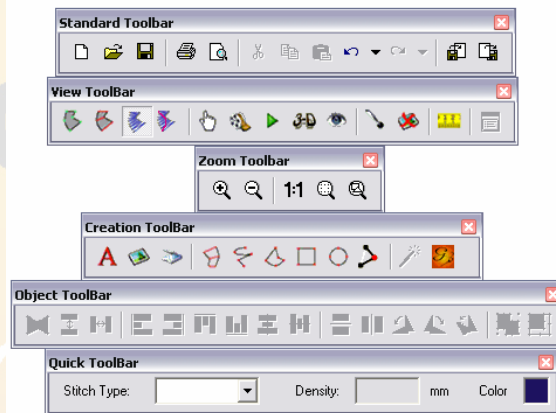 Standard Toolbar
View ToolBar
3-D
Zoom Toolbar
1:1
Creation ToolBar
A
Object ToolBar
Quick ToolBar
Stitch Type: Density: mm Color